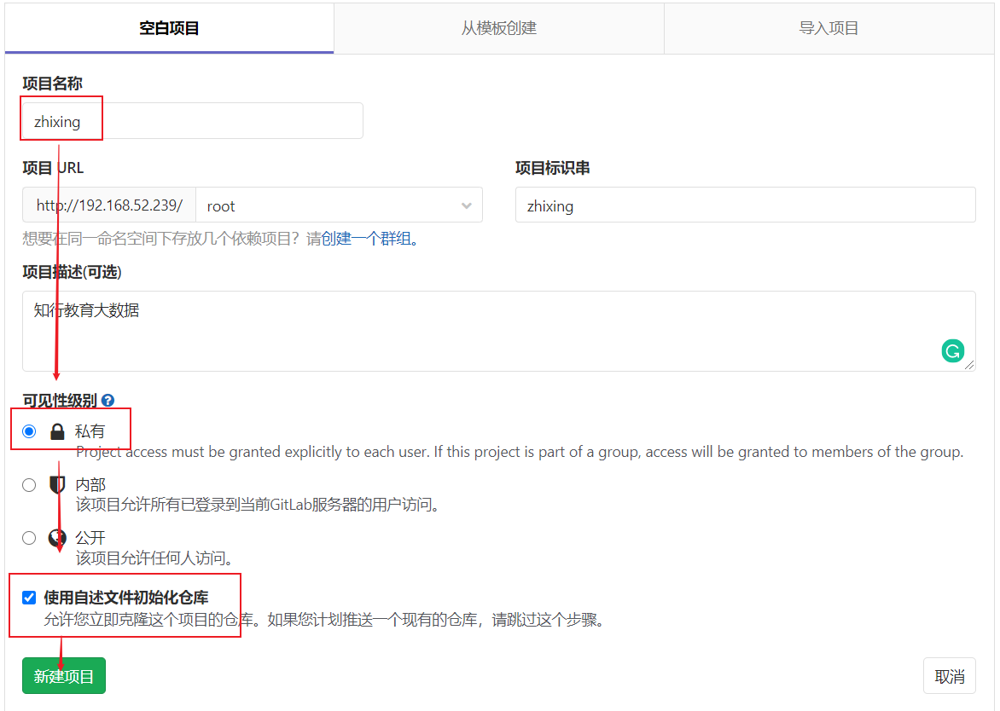 空白项目
从模板创建
导入项目
项目名称
zhixing
项目 URL
项目标识串
http://192.168.52.239/
root
zhixing
想要在同一命名空间下存放几个依赖项目？请创建一个群组。
项目描述(可选)
知行教育大数据
可见性级别
私有
Project access must be granted explicitly to each user. If this project is part of a group, access will be granted to members of the group.
内部
该项目允许所有已登录到当前GitLab服务器的用户访问。
公开
该项目允许任何人访问。
使用自述文件初始化仓库
允许您立即克隆这个项目的仓库。如果您计划推送一个现有的仓库，请跳过这个步骤。
新建项目
取消